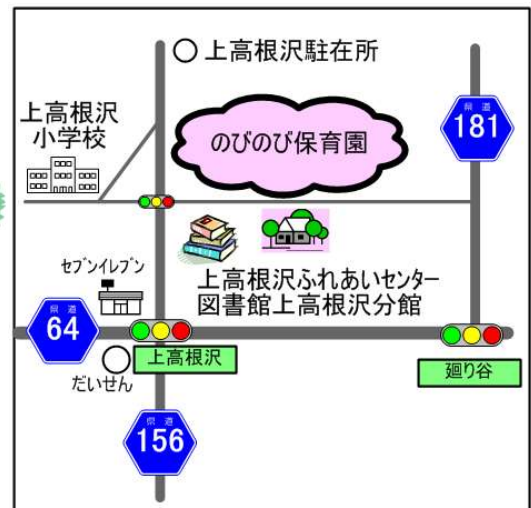 上高根沢駐在所
県道
181
上高根沢
小学校
のびのび保育園
セブンイレブン
上高根沢ふれあいセンター
図書館上高根沢分館
県道
64
上高根沢
廻り谷
だいせん
県道
156